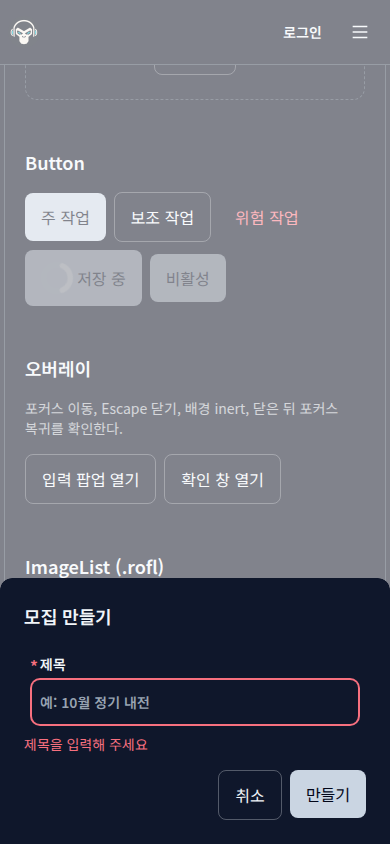 로그인
Button
주 작업
보조 작업
위험 작업
저장 중
비활성
오버레이
포커스 이동, Escape 닫기, 배경 inert, 닫은 뒤 포커스
복귀를 확인한다.
입력 팝업 열기
확인 창 열기
ImageList (.rofl)
모집 만들기
* 제목
예: 10월 정기 내전
제목을 입력해 주세요
취소
만들기